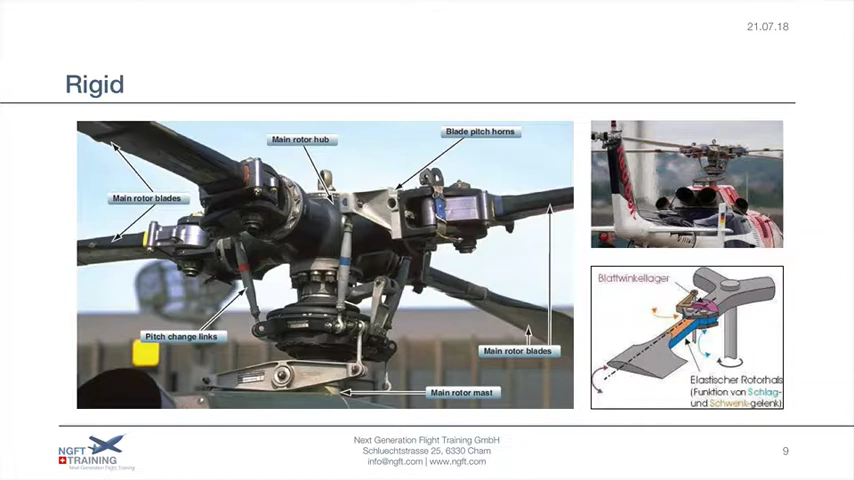 21.07.18
Rigid
Main rotor hub
Blade pitch horns
Main rotor blades
Pitch change links
Main rotor blades
Main rotor mast
Blattwinkellager
Elastischer Rotorhals
(Funktion von Schlag-
und Schwenkgelenk)
NGFT
TRAINING
Next Generation Flight Training
Next Generation Flight Training GmbH
Schluechtstrasse 25, 6330 Cham
info@ngft.com | www.ngft.com
9